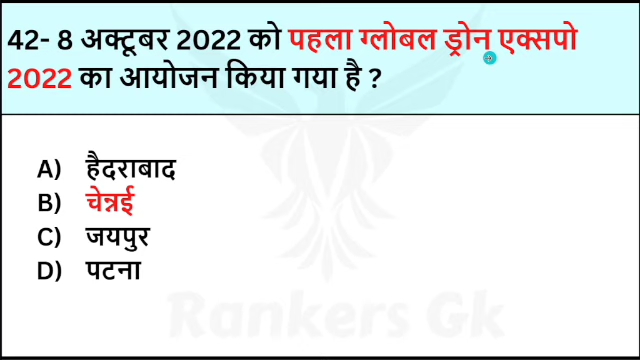 42- 8 अक्टूबर 2022 को पहला ग्लोबल ड्रोन एक्सपो
2022 का आयोजन किया गया है ?
A) हैदराबाद
B) चेन्नई
C) जयपुर
D) पटना
Rankers Gk